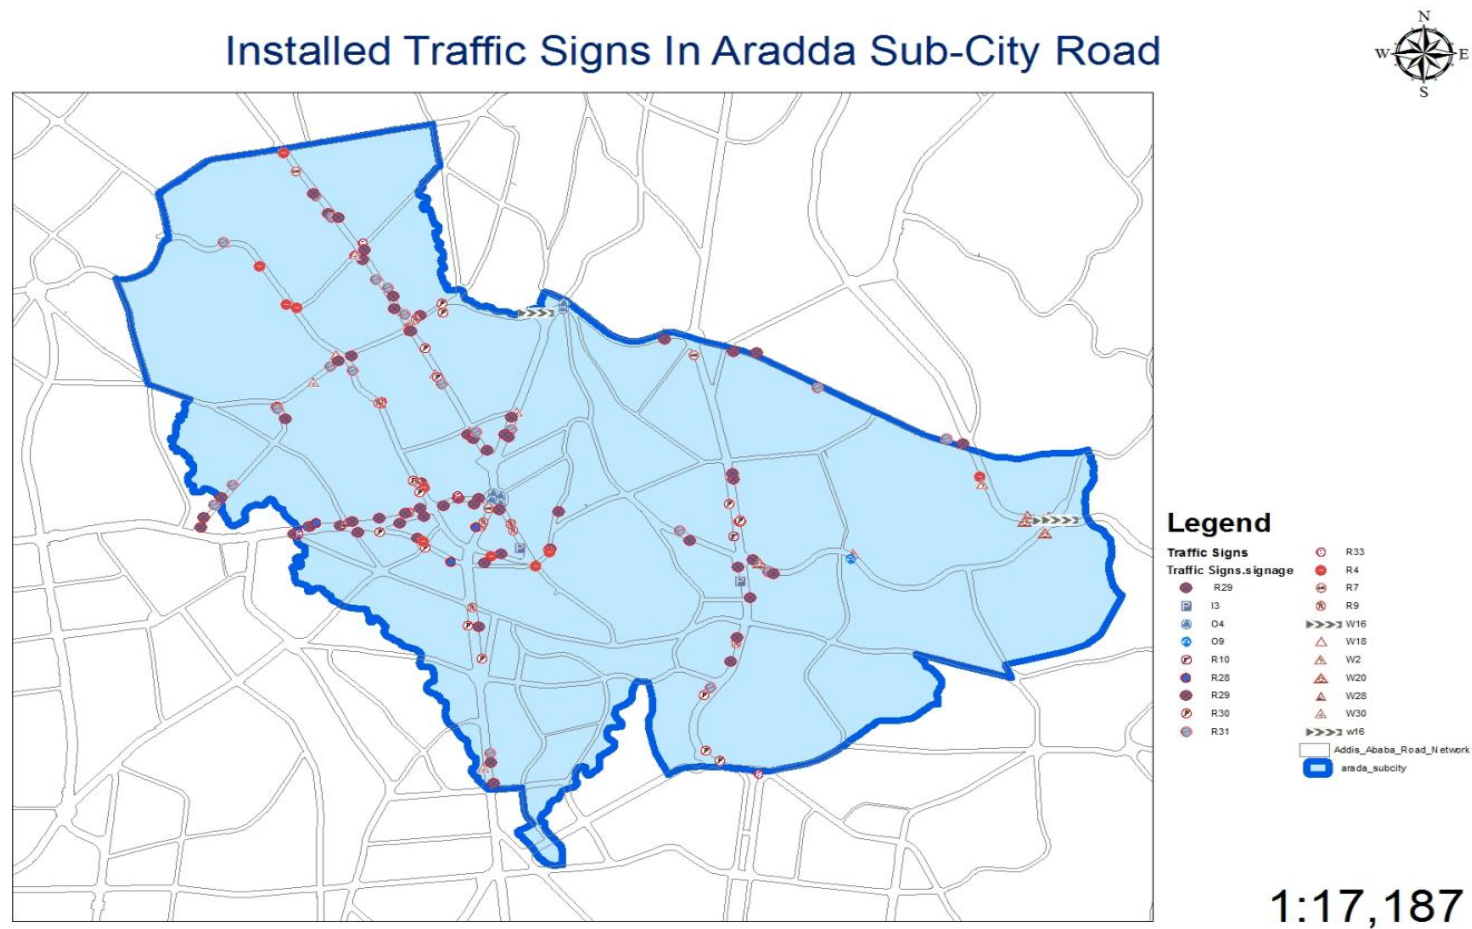 Installed Traffic Signs In Aradda Sub-City Road
N
W E
S
Legend
Traffic Signs
Traffic Signs.signage
R29
I3
O4
O9
R10
R28
R29
R30
R31
R33
R4
R7
R9
W16
W18
W2
W20
W28
W30
w16
Addis_Ababa_Road_Network
arada_subcity
1:17,187